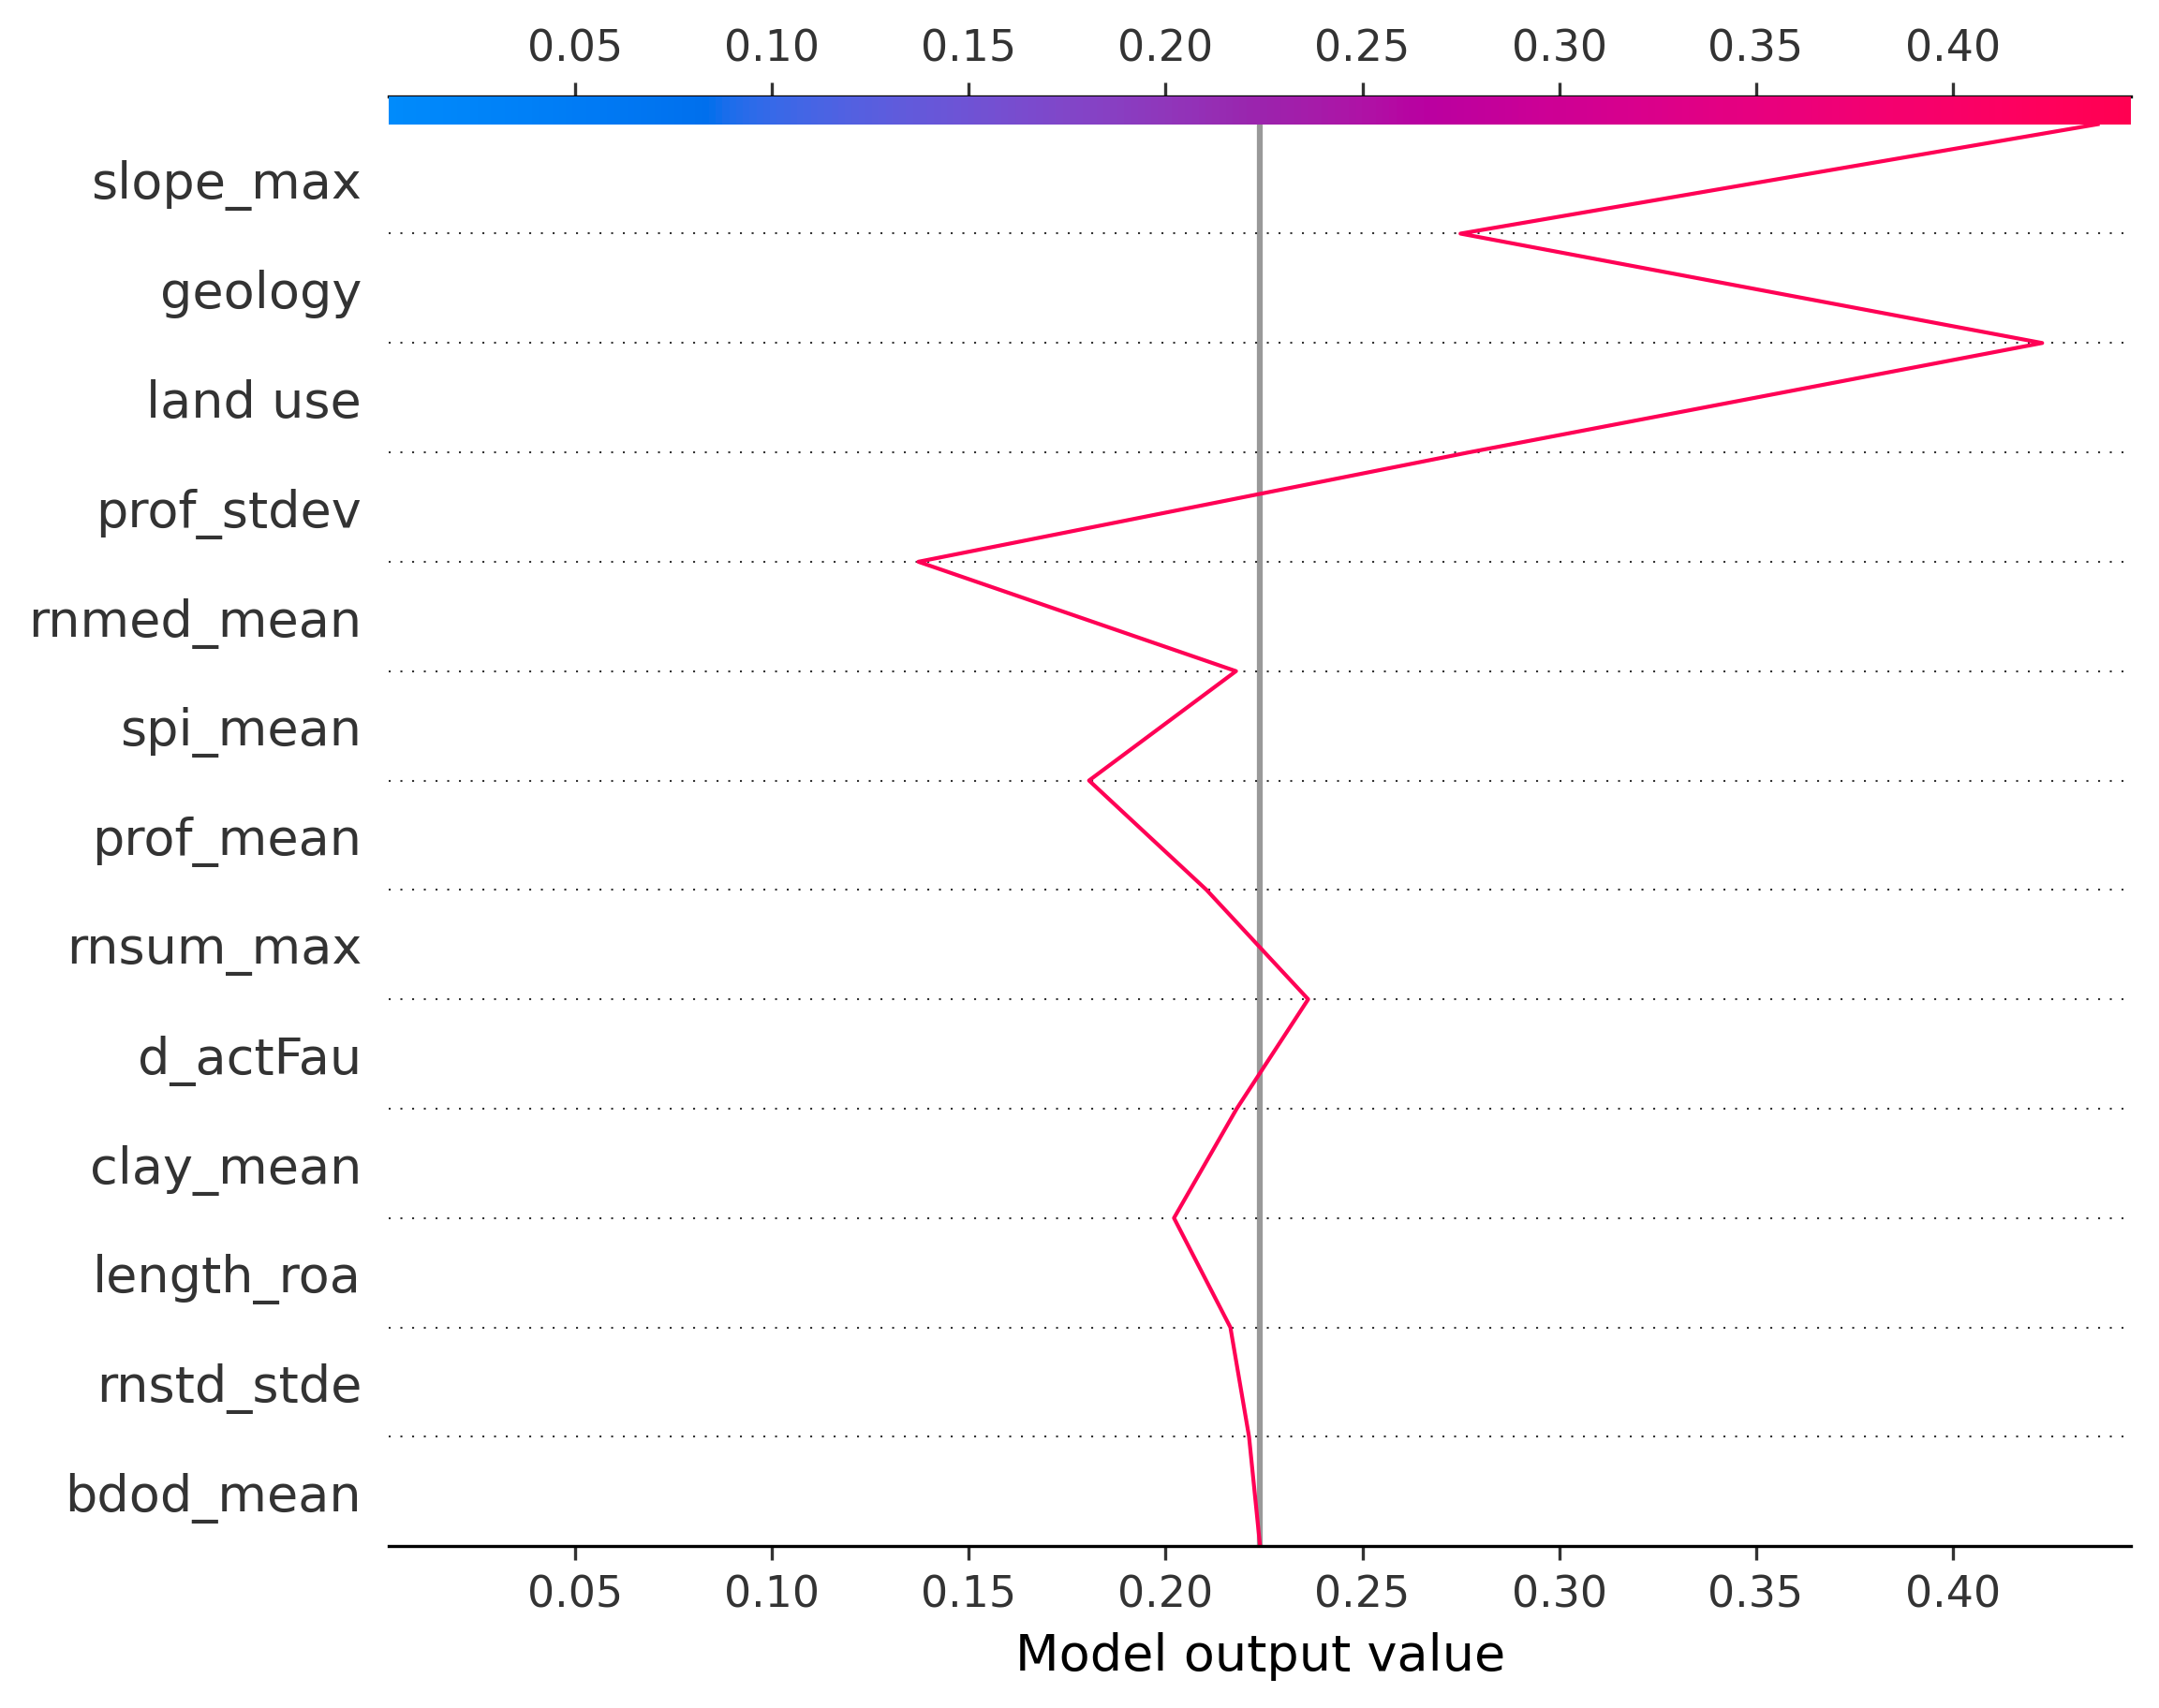 0.05 0.10 0.15 0.20 0.25 0.30 0.35 0.40
slope_max
geology
land use
prof_stdev
rnmed_mean
spi_mean
prof_mean
rnsum_max
d_actFau
clay_mean
length_roa
rnstd_stde
bdod_mean
0.05 0.10 0.15 0.20 0.25 0.30 0.35 0.40
Model output value